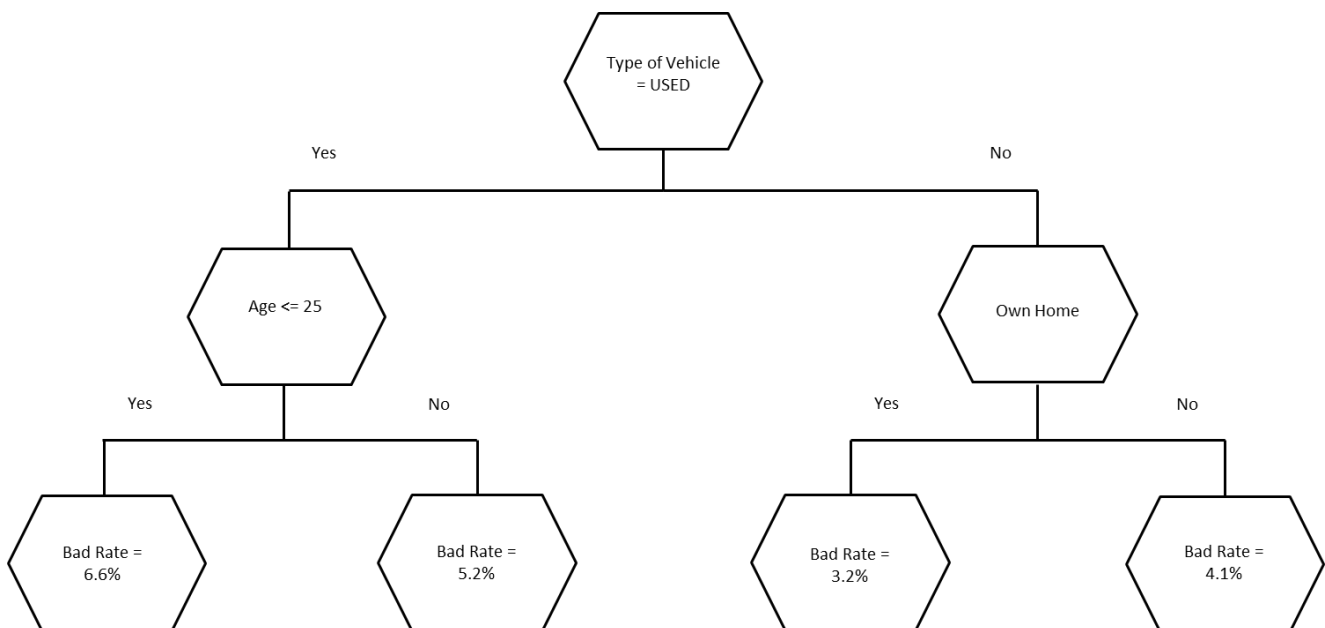 Type of Vehicle
= USED
Yes
No
Age <= 25
Own Home
Yes
No
Yes
No
Bad Rate =
6.6%
Bad Rate =
5.2%
Bad Rate =
3.2%
Bad Rate =
4.1%